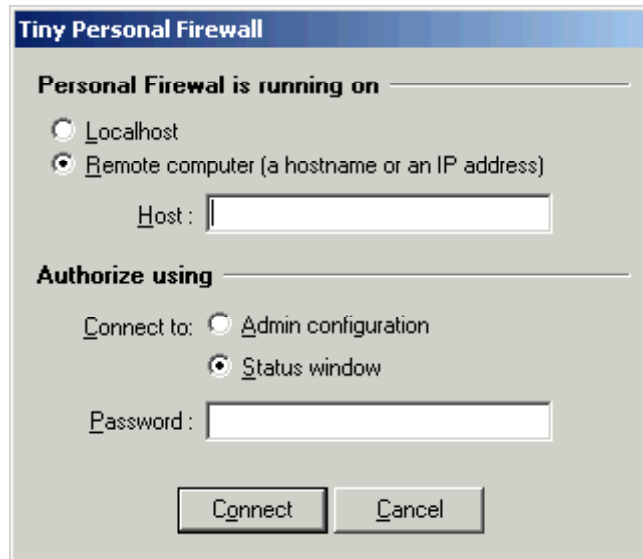 Tiny Personal Firewall
Personal Firewal is running on
Localhost
Remote computer (a hostname or an IP address)
Host :
Authorize using
Connect to: Admin configuration
Status window
Password :
Connect Cancel